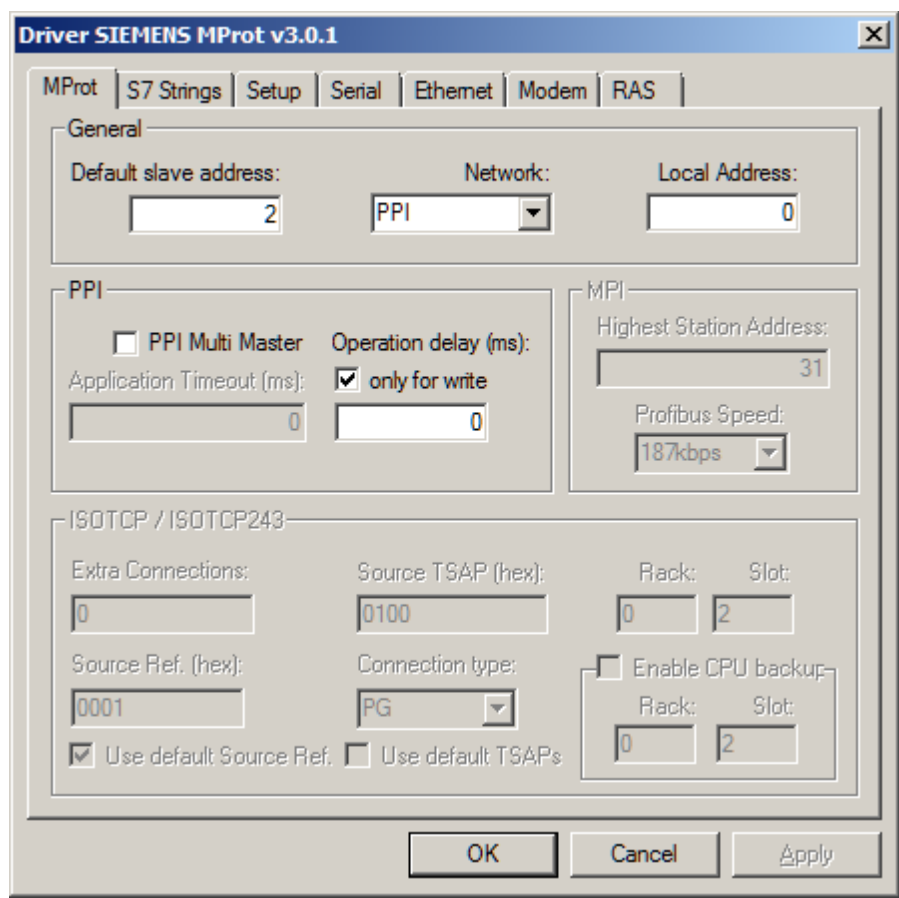 Driver SIEMENS MProt v3.0.1
MProt S7 Strings Setup Serial Ethernet Modem RAS
General
Default slave address: Network: Local Address:
2 PPI 0
PPI MPI
Highest Station Address:
PPI Multi Master Operation delay (ms):
31
Application Timeout (ms): only for write
0 0
Profibus Speed:
187kbps
ISOTCP / ISOTCP243
Extra Connections: Source TSAP (hex): Rack: Slot:
0 0100 0 2
Source Ref. (hex): Connection type: Enable CPU backup
0001 PG Rack: Slot:
0 2
Use default Source Ref. Use default TSAPs
OK Cancel Apply